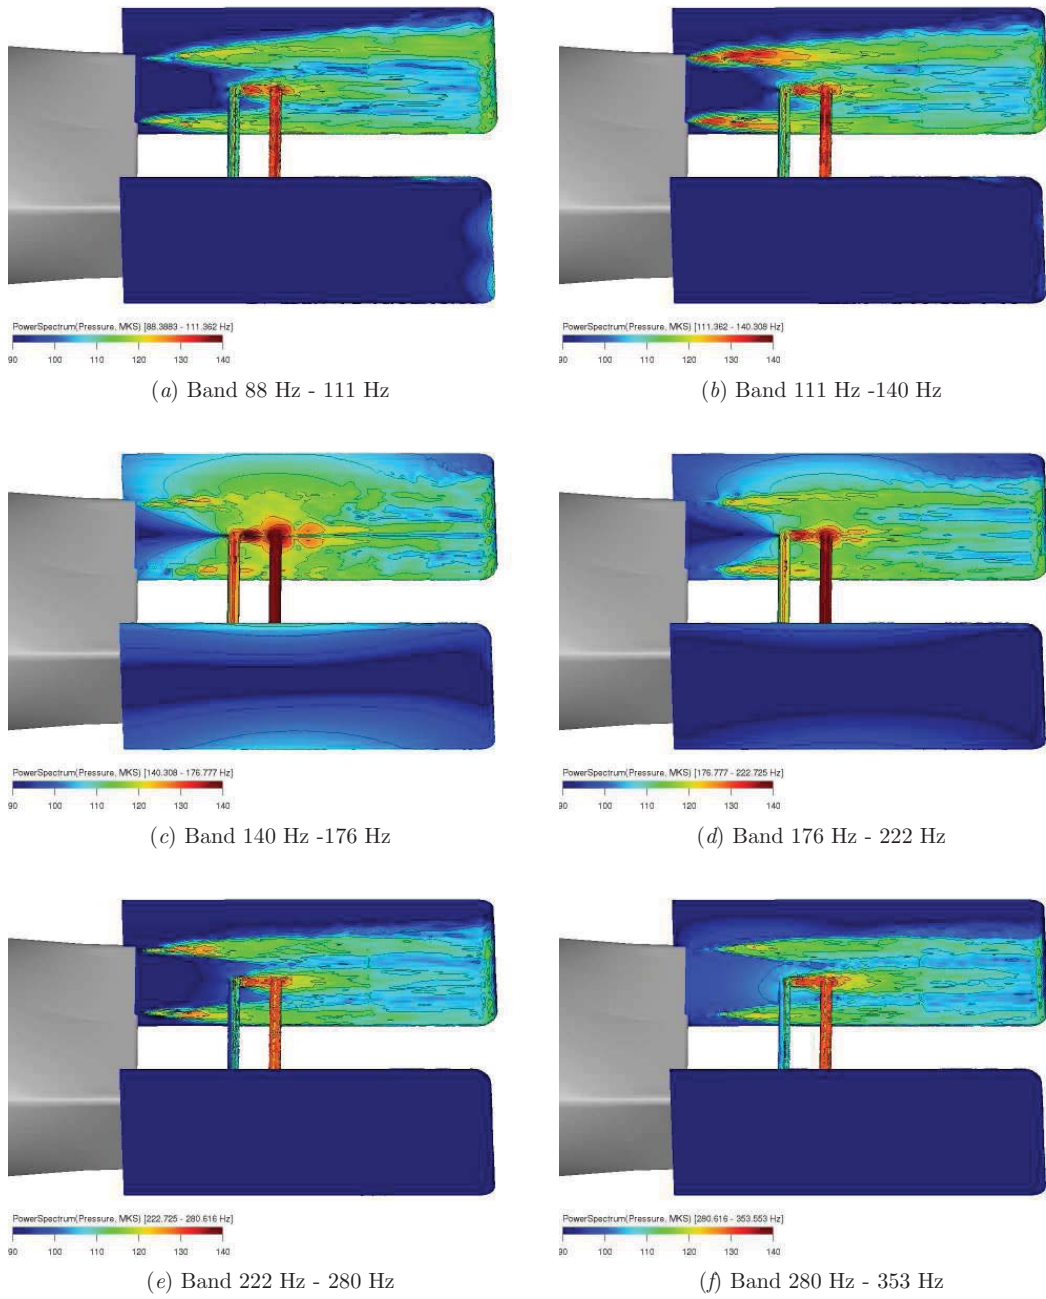 PowerSpectrum(Pressure, MKS) [88.3883 - 111.362 Hz]
90 100 110 120 130 140
(a) Band 88 Hz - 111 Hz
PowerSpectrum(Pressure, MKS) [111.362 - 140.308 Hz]
90 100 110 120 130 140
(b) Band 111 Hz -140 Hz
PowerSpectrum(Pressure, MKS) [140.308 - 176.777 Hz]
90 100 110 120 130 140
(c) Band 140 Hz -176 Hz
PowerSpectrum(Pressure, MKS) [176.777 - 222.725 Hz]
90 100 110 120 130 140
(d) Band 176 Hz - 222 Hz
PowerSpectrum(Pressure, MKS) [222.725 - 280.616 Hz]
90 100 110 120 130 140
(e) Band 222 Hz - 280 Hz
PowerSpectrum(Pressure, MKS) [280.616 - 353.553 Hz]
90 100 110 120 130 140
(f) Band 280 Hz - 353 Hz